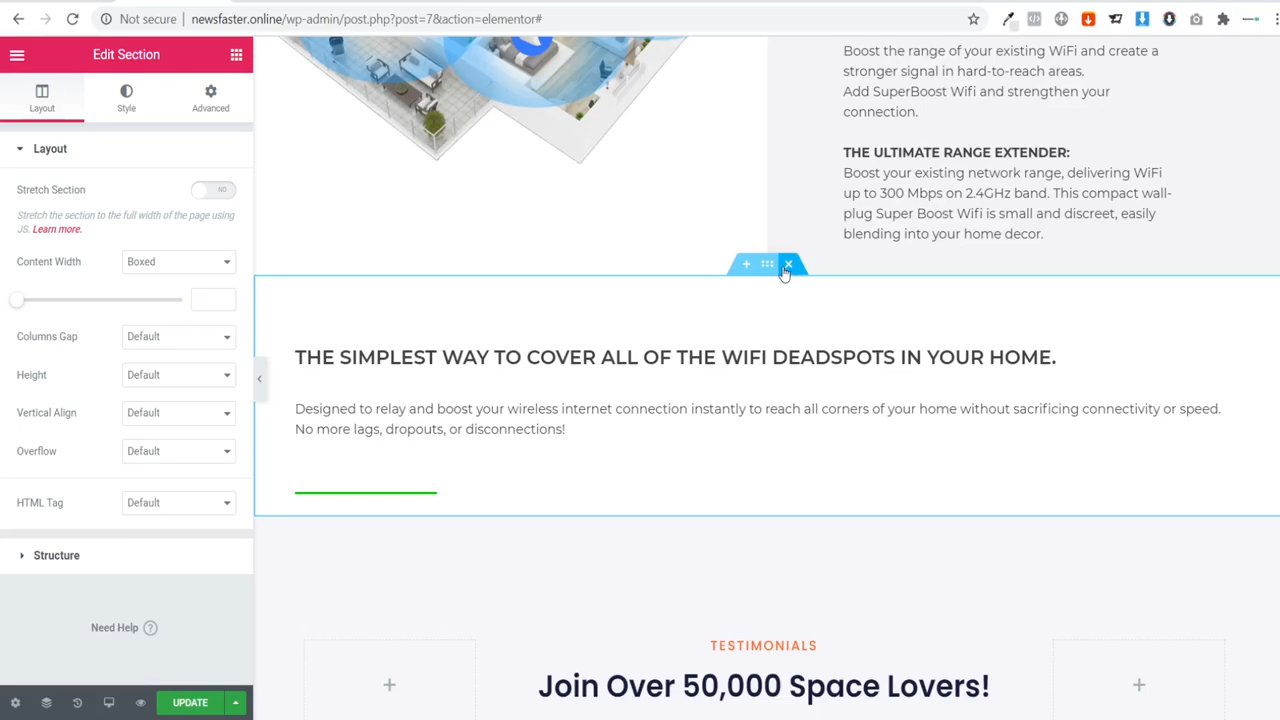 Not secure
newsfaster.online/wp-admin/post.php?post=7&action=elementor#
Edit Section
Layout
Style
Advanced
Layout
Stretch Section
NO
Stretch the section to the full width of the page using
JS. Learn more.
Content Width
Boxed
Columns Gap
Default
Height
Default
Vertical Align
Default
Overflow
Default
HTML Tag
Default
Structure
Need Help
?
UPDATE
Boost the range of your existing WiFi and create a
stronger signal in hard-to-reach areas.
Add SuperBoost Wifi and strengthen your
connection.
THE ULTIMATE RANGE EXTENDER:
Boost your existing network range, delivering WiFi
up to 300 Mbps on 2.4GHz band. This compact wall-
plug Super Boost Wifi is small and discreet, easily
blending into your home decor.
THE SIMPLEST WAY TO COVER ALL OF THE WIFI DEADSPOTS IN YOUR HOME.
Designed to relay and boost your wireless internet connection instantly to reach all corners of your home without sacrificing connectivity or speed.
No more lags, dropouts, or disconnections!
TESTIMONIALS
Join Over 50,000 Space Lovers!